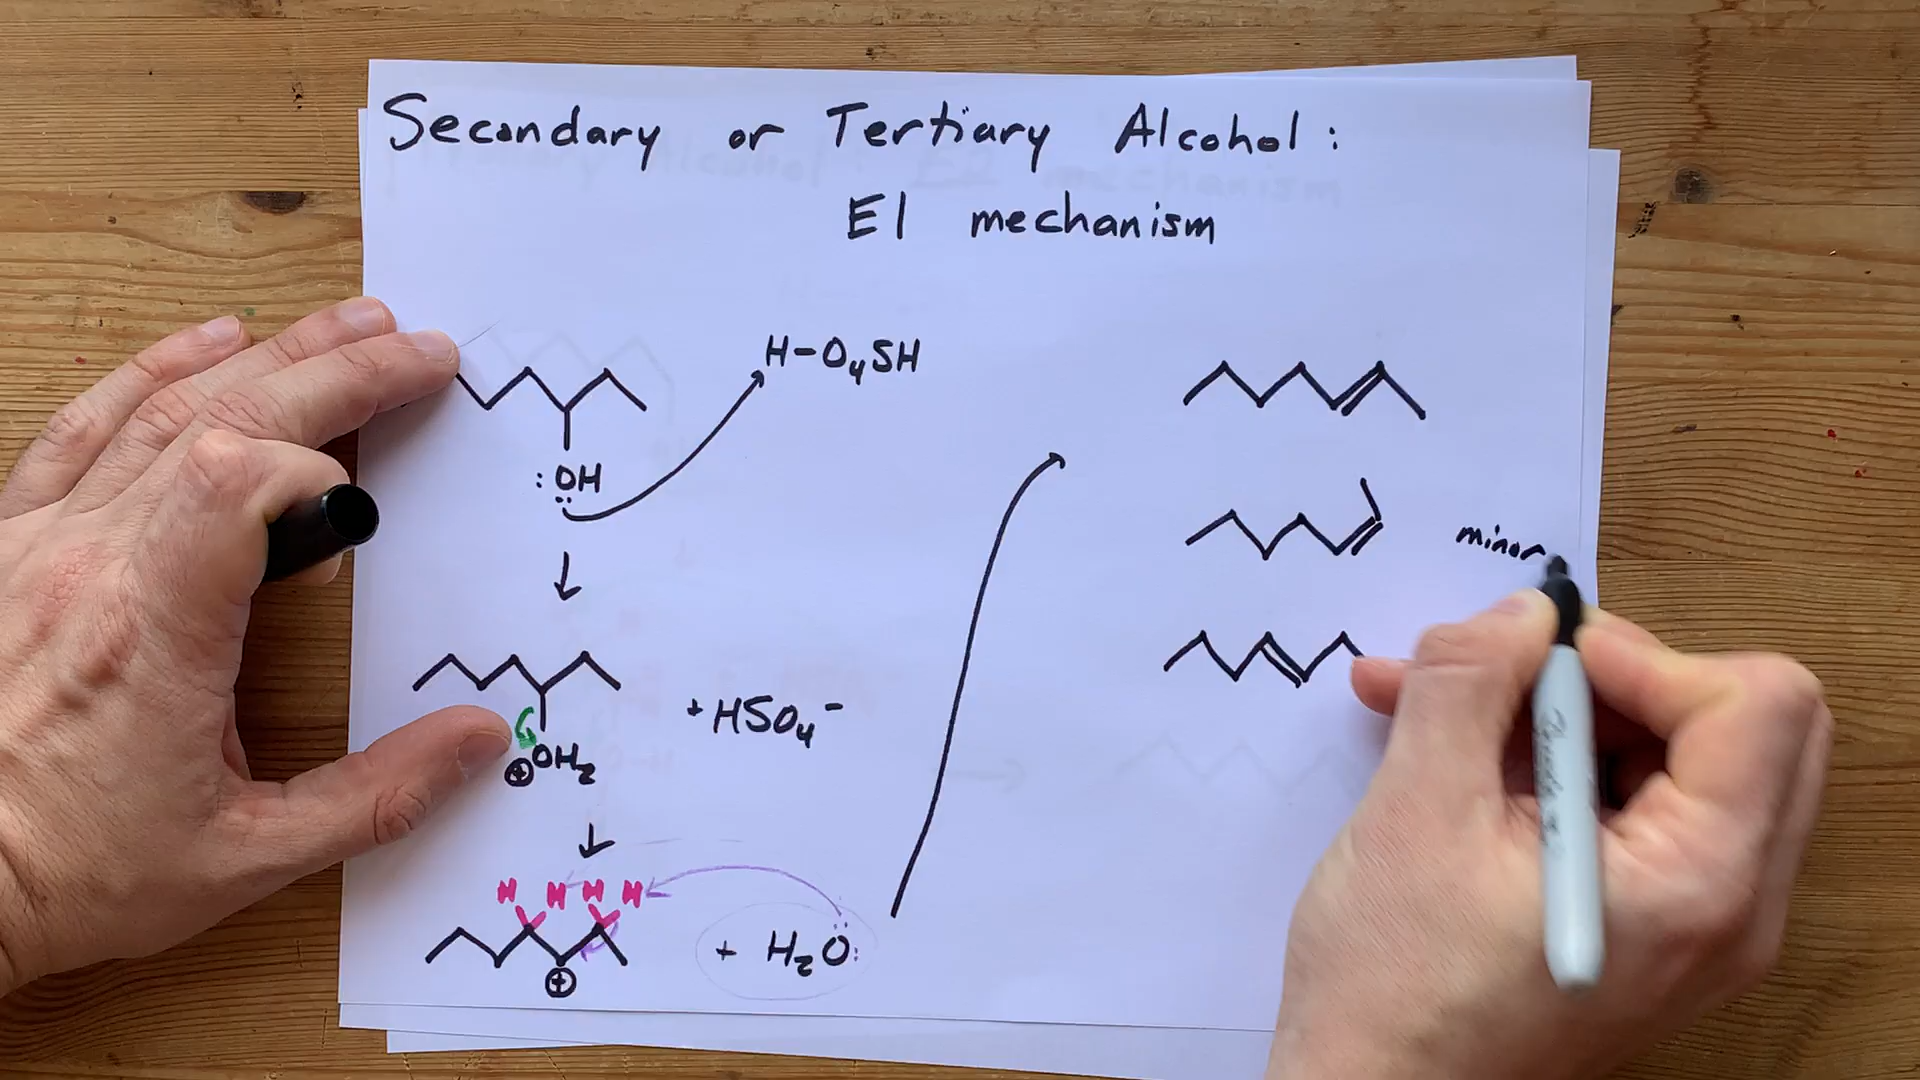 Secondary or Tertiary Alcohol:
E1 mechanism
H-O₄SH
:OH
⊕OH₂
+ HSO₄⁻
H H H H
⊕
+ H₂O:
minor